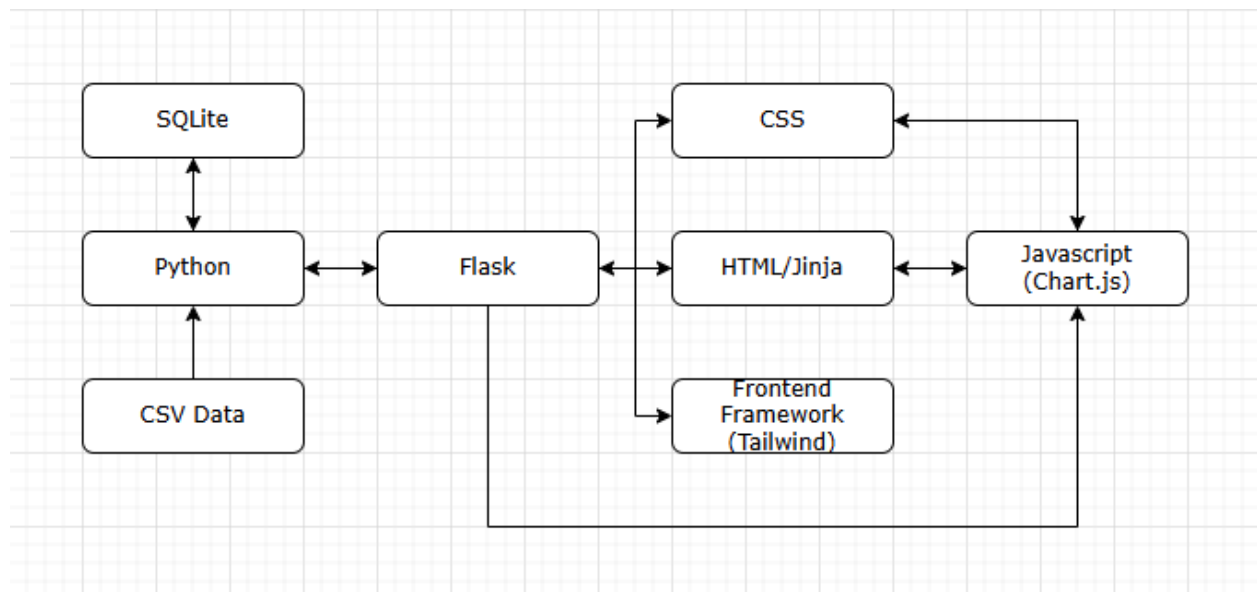 SQLite
CSS
Python
Flask
HTML/Jinja
Javascript
(Chart.js)
CSV Data
Frontend
Framework
(Tailwind)